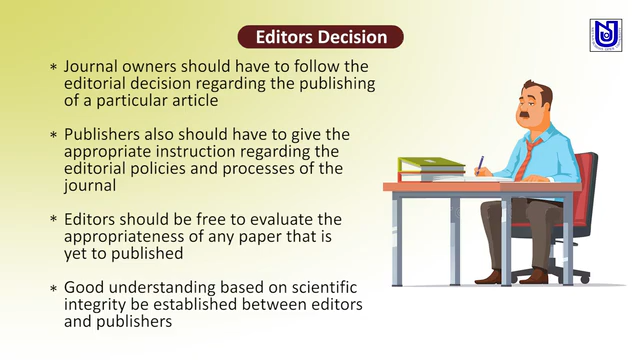 Editors Decision
* Journal owners should have to follow the
editorial decision regarding the publishing
of a particular article
* Publishers also should have to give the
appropriate instruction regarding the
editorial policies and processes of the
journal
* Editors should be free to evaluate the
appropriateness of any paper that is
yet to published
* Good understanding based on scientific
integrity be established between editors
and publishers